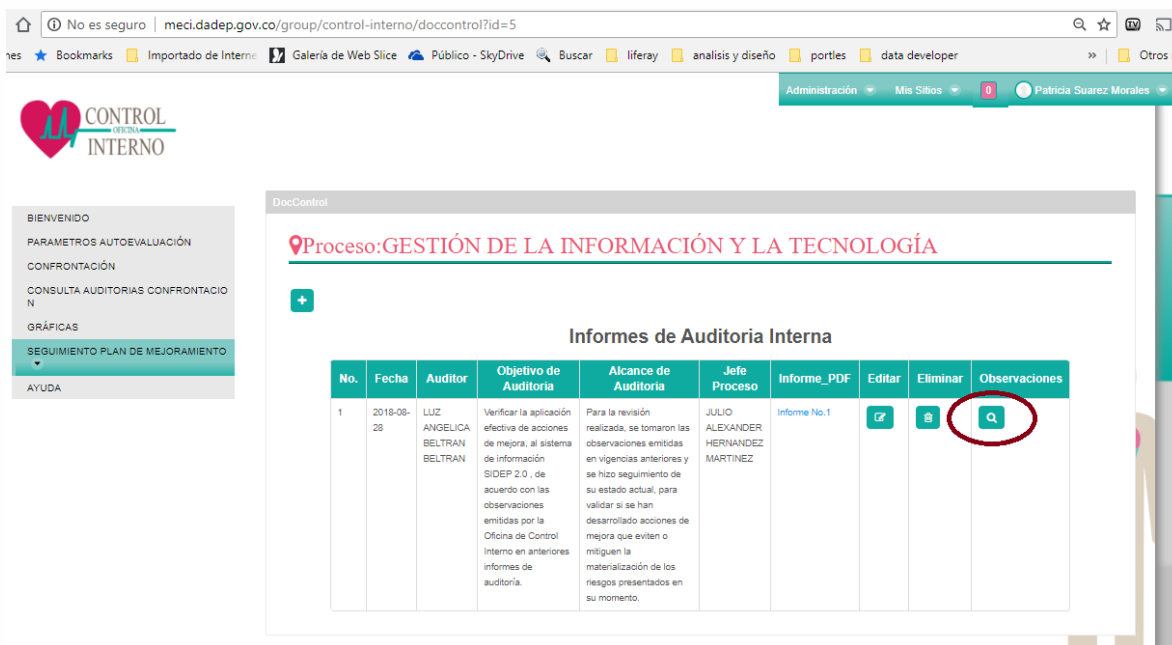 No es seguro | meci.dadep.gov.co/group/control-interno/doccontrol?id=5
nes Bookmarks Importado de Interne Galería de Web Slice Público - SkyDrive Buscar liferay analisis y diseño portles data developer » Otros
Administración Mis Sitios 0 Patricia Suarez Morales
CONTROL
OFICINA
INTERNO
BIENVENIDO
PARAMETROS AUTOEVALUACIÓN
CONFRONTACIÓN
CONSULTA AUDITORIAS CONFRONTACIO
N
GRÁFICAS
SEGUIMIENTO PLAN DE MEJORAMIENTO
AYUDA
DocControl
Proceso:GESTIÓN DE LA INFORMACIÓN Y LA TECNOLOGÍA
+
Informes de Auditoria Interna
No.
Fecha
Auditor
Objetivo de
Auditoria
Alcance de
Auditoria
Jefe
Proceso
Informe_PDF
Editar
Eliminar
Observaciones
1
2018-08-
28
LUZ
ANGELICA
BELTRAN
BELTRAN
Verificar la aplicación
efectiva de acciones
de mejora, al sistema
de información
SIDEP 2.0 , de
acuerdo con las
observaciones
emitidas por la
Oficina de Control
Interno en anteriores
informes de
auditoría.
Para la revisión
realizada, se tomaron las
observaciones emitidas
en vigencias anteriores y
se hizo seguimiento de
su estado actual, para
validar si se han
desarrollado acciones de
mejora que eviten o
mitiguen la
materialización de los
riesgos presentados en
su momento.
JULIO
ALEXANDER
HERNANDEZ
MARTINEZ
Informe No.1